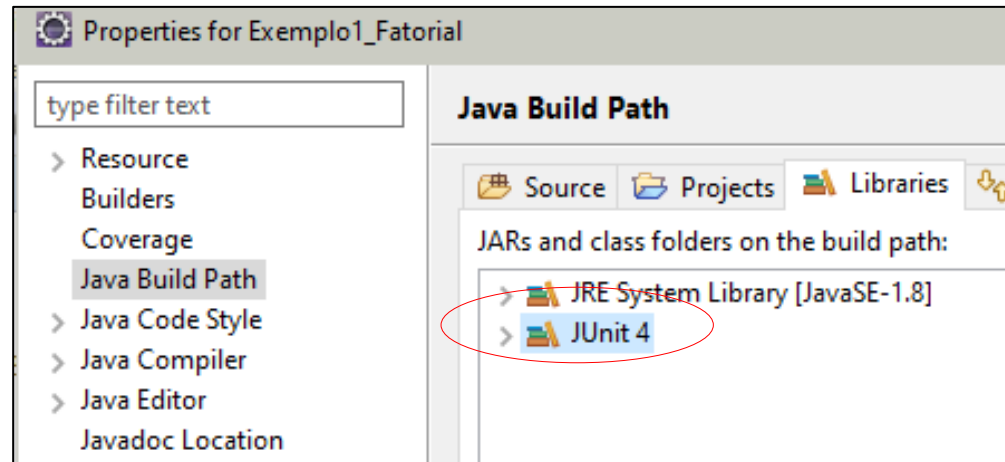 Properties for Exemplo1_Fatorial
type filter text
Resource
Builders
Coverage
Java Build Path
Java Code Style
Java Compiler
Java Editor
Javadoc Location
Java Build Path
Source Projects Libraries
JARs and class folders on the build path:
JRE System Library [JavaSE-1.8]
JUnit 4